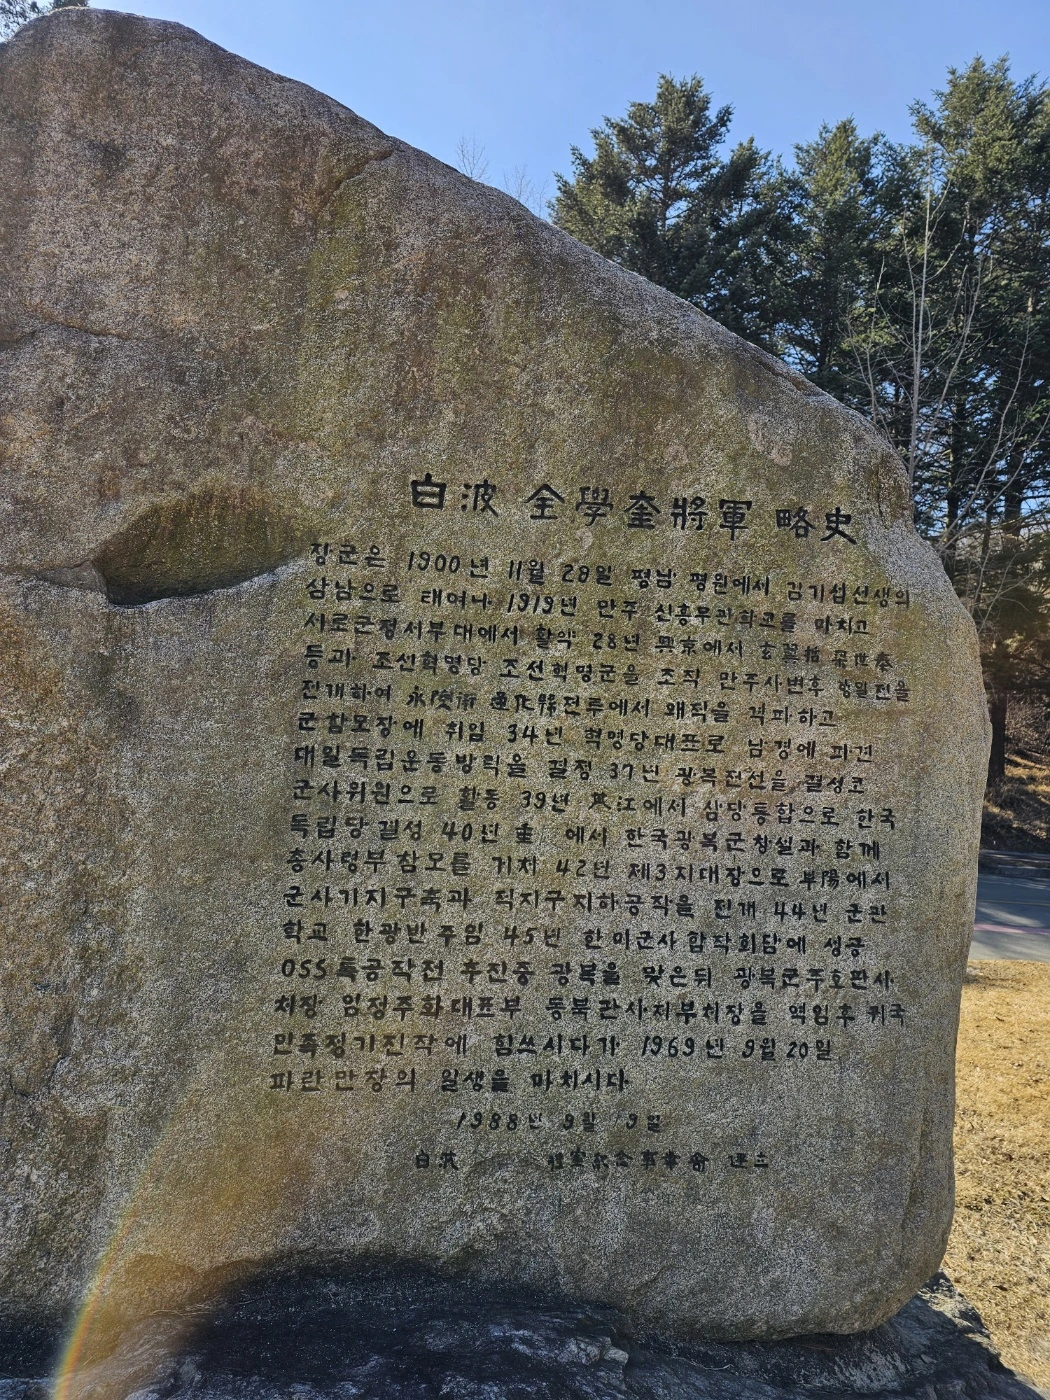 白波 金學奎將軍 略史
장군은 1900년 11월 28일 평남 평원에서 김기섭선생의
삼남으로 태어나 1919년 만주 신흥무관학교를 마치고
서로군정서부대에서 활약 28년 興京에서 玄 梁世奉
등과 조선혁명당 조선혁명군을 조직 만주사변후 항일전을
전개하여 永陵街 通化縣전투에서 왜적을 격파하고
군참모장에 취임 34년 혁명당대표로 남경에 파견
대일독립운동방략을 결정 37년 광복전선을 결성코
군사위원으로 활동 39년 江에서 삼당통합으로 한국
독립당결성 40년 重 에서 한국광복군창설과 함께
총사령부참모를 거쳐 42년 제3지대장으로 阜陽에서
군사기지구축과 적지구지하공작을 전개 44년 군관
학교 한광반주임 45년 한미군사합작회담에 성공
OSS특공작전 추진중 광복을 맞은뒤 광복군주호판사
처장 임정주화대표부 동북판사처부처장을 역임후 귀국
민족정기진작에 힘쓰시다가 1969년 9월 20일
파란만장의 일생을 마치시다
1988년 9월 9일
白波 事業會 建立